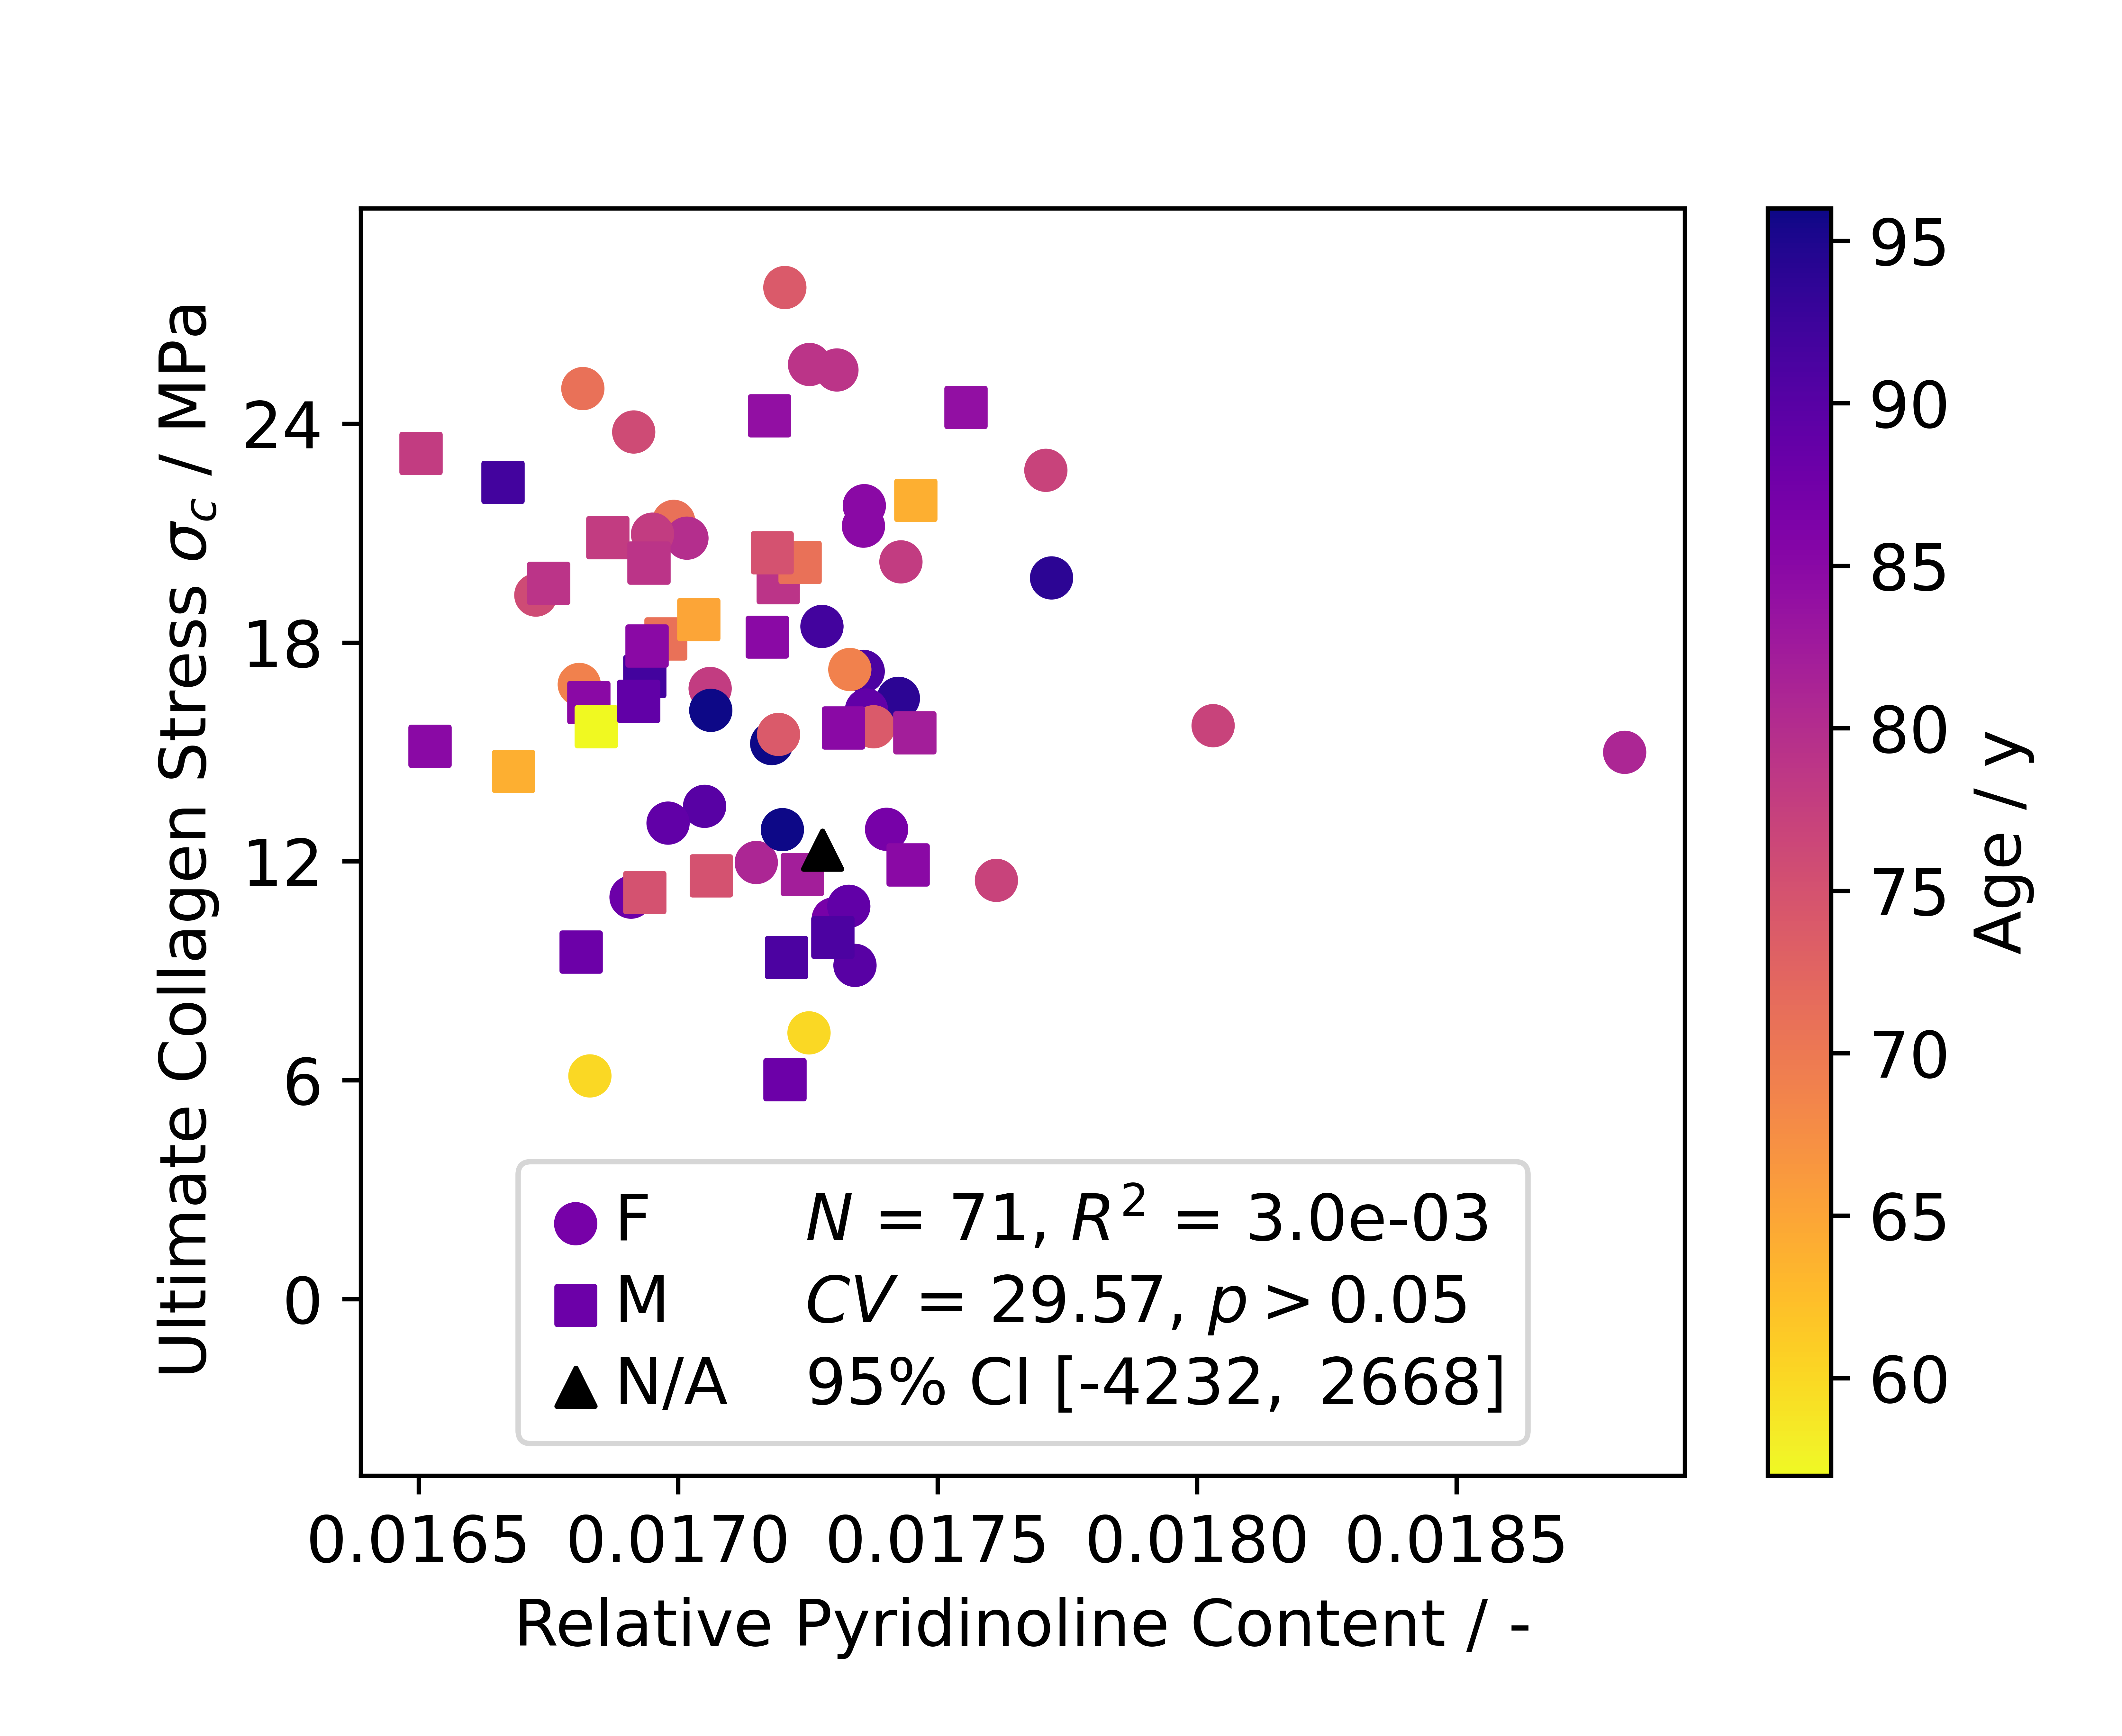 Ultimate Collagen Stress σc / MPa
24
18
12
6
0
F N = 71, R² = 3.0e-03
M CV = 29.57, p > 0.05
N/A 95% CI [-4232, 2668]
0.0165 0.0170 0.0175 0.0180 0.0185
Relative Pyridinoline Content / -
95
90
85
80
75
70
65
60
Age / y